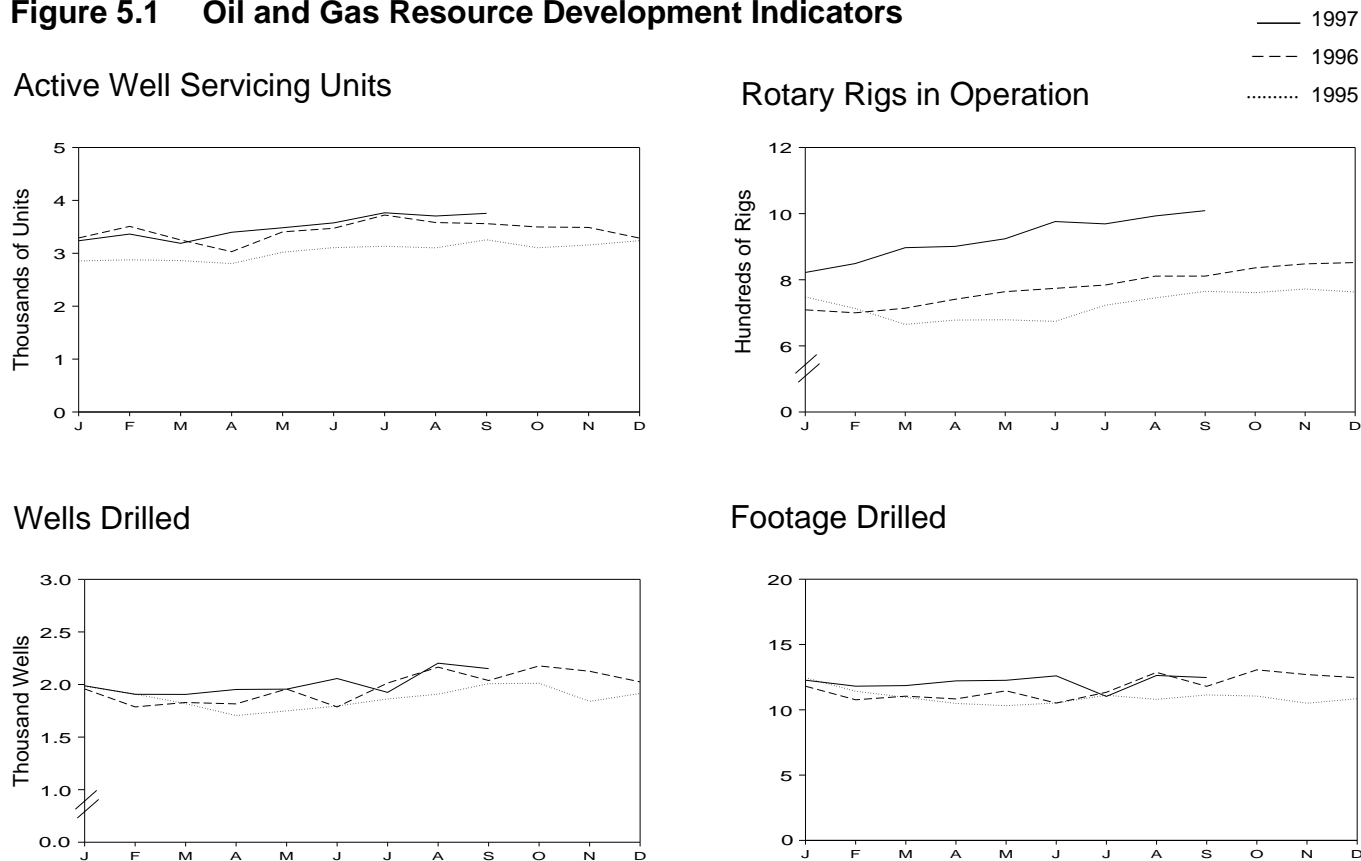 Figure 5.1 Oil and Gas Resource Development Indicators
1997
1996
1995
Active Well Servicing Units
Thousands of Units
5
4
3
2
1
0
J F M A M J J A S O N D
Rotary Rigs in Operation
Hundreds of Rigs
12
10
8
6
0
J F M A M J J A S O N D
Wells Drilled
Thousand Wells
3.0
2.5
2.0
1.5
1.0
0.0
J F M A M J J A S O N D
Footage Drilled
20
15
10
5
0
J F M A M J J A S O N D